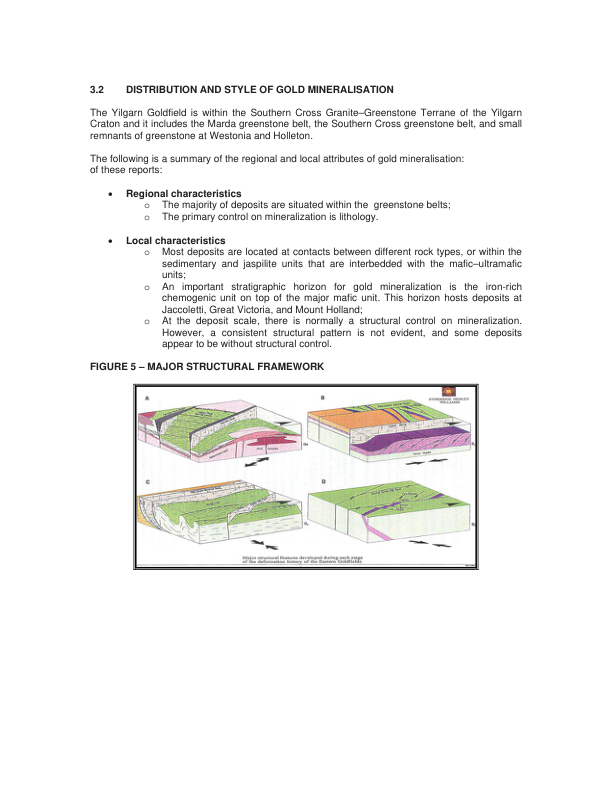 3.2 DISTRIBUTION AND STYLE OF GOLD MINERALISATION
The Yilgarn Goldfield is within the Southern Cross Granite–Greenstone Terrane of the Yilgarn
Craton and it includes the Marda greenstone belt, the Southern Cross greenstone belt, and small
remnants of greenstone at Westonia and Holleton.
The following is a summary of the regional and local attributes of gold mineralisation:
of these reports:
• Regional characteristics
o The majority of deposits are situated within the greenstone belts;
o The primary control on mineralization is lithology.
• Local characteristics
o Most deposits are located at contacts between different rock types, or within the
sedimentary and jaspilite units that are interbedded with the mafic–ultramafic
units;
o An important stratigraphic horizon for gold mineralization is the iron-rich
chemogenic unit on top of the major mafic unit. This horizon hosts deposits at
Jaccoletti, Great Victoria, and Mount Holland;
o At the deposit scale, there is normally a structural control on mineralization.
However, a consistent structural pattern is not evident, and some deposits
appear to be without structural control.
FIGURE 5 – MAJOR STRUCTURAL FRAMEWORK
A
B
WILLIAMS
C
D
Major structural features developed during each stage
of the deformation history of the Eastern Goldfields